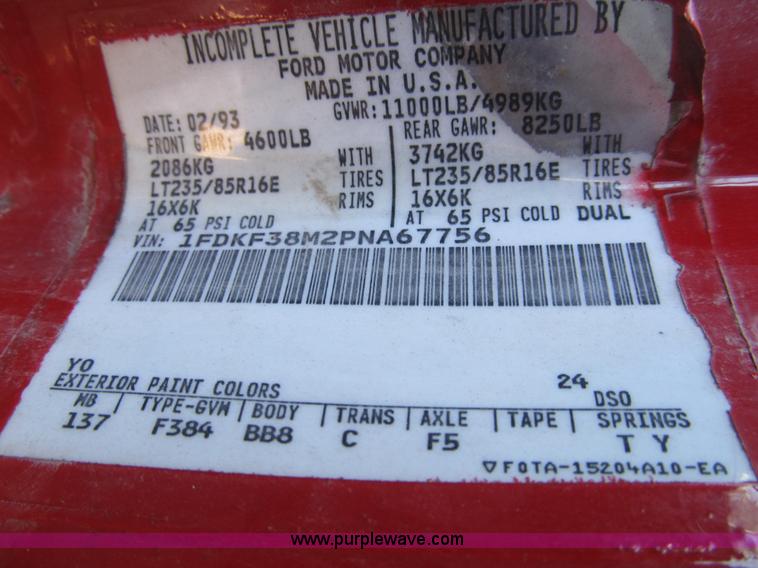 INCOMPLETE VEHICLE MANUFACTURED BY
FORD MOTOR COMPANY
MADE IN U.S.A.
DATE: 02/93 GVWR: 11000LB/4989KG
FRONT GAWR: 4600LB REAR GAWR: 8250LB
2086KG WITH 3742KG WITH
LT235/85R16E TIRES LT235/85R16E TIRES
16X6K RIMS 16X6K RIMS
AT 65 PSI COLD AT 65 PSI COLD DUAL
VIN: 1FDKF38M2PNA67756
YO 24
EXTERIOR PAINT COLORS DSO
WB TYPE-GVW BODY TRANS AXLE TAPE SPRINGS
137 F384 BB8 C F5 T Y
▽F0TA-15204A10-EA
www.purplewave.com